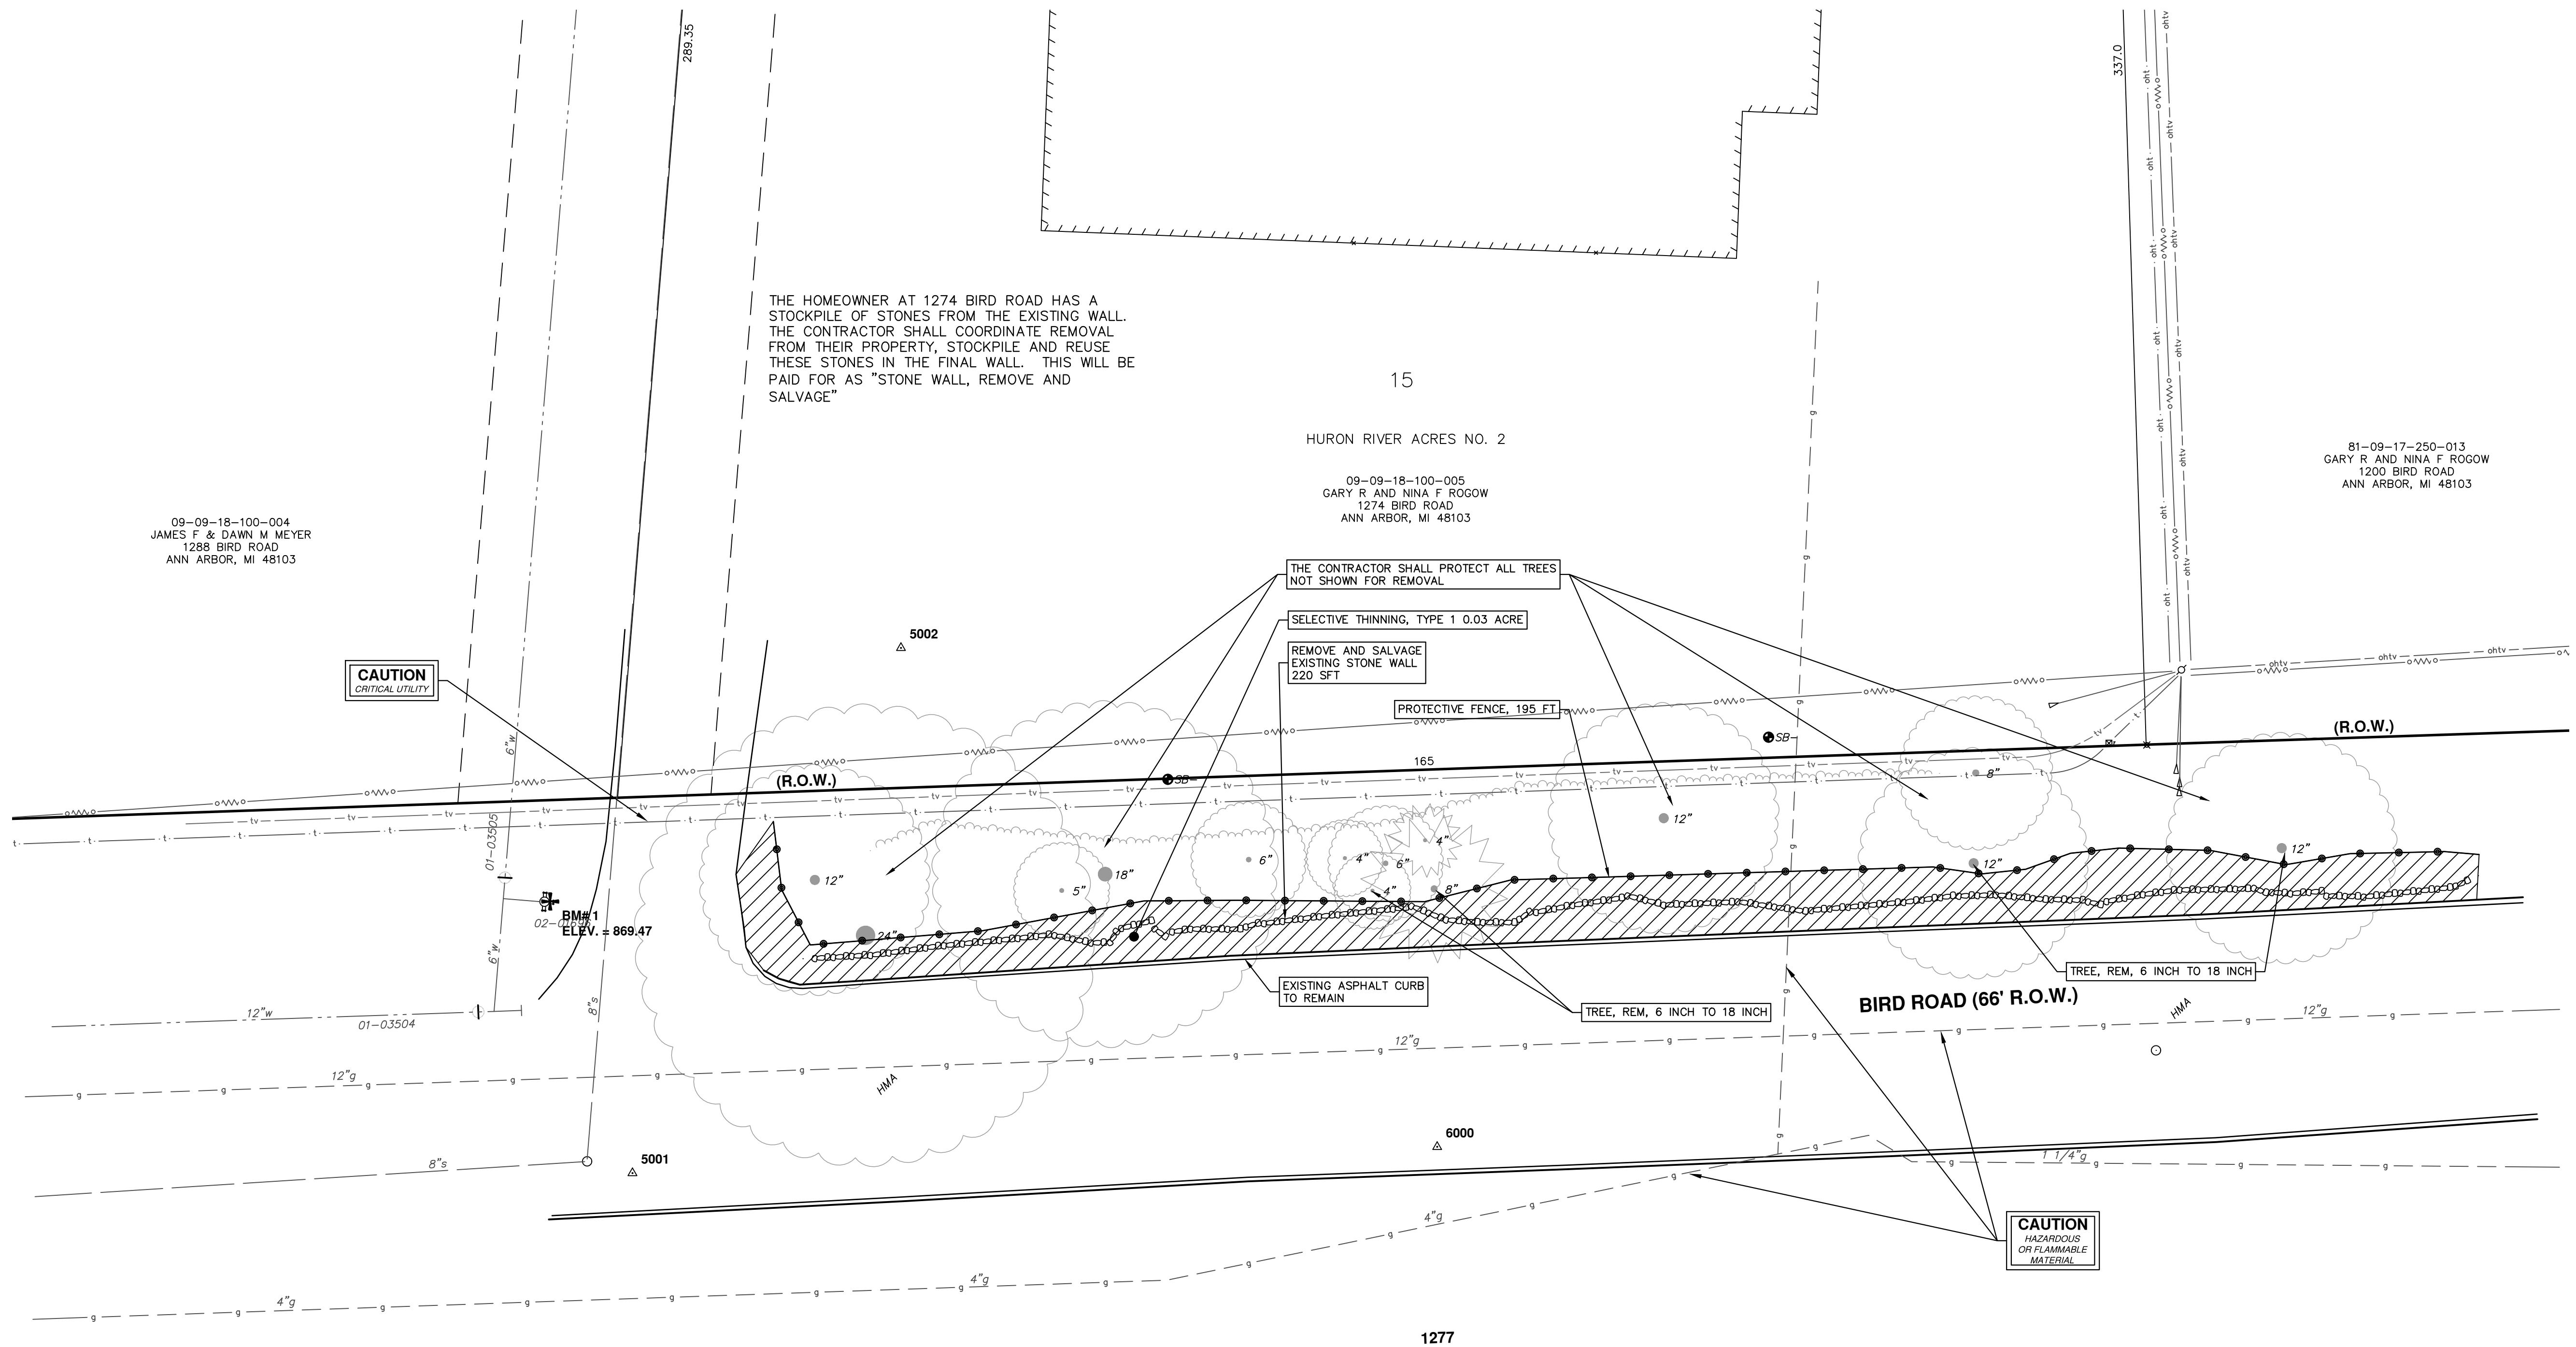 289.35
337.0
THE HOMEOWNER AT 1274 BIRD ROAD HAS A
STOCKPILE OF STONES FROM THE EXISTING WALL.
THE CONTRACTOR SHALL COORDINATE REMOVAL
FROM THEIR PROPERTY, STOCKPILE AND REUSE
THESE STONES IN THE FINAL WALL. THIS WILL BE
PAID FOR AS ”STONE WALL, REMOVE AND
SALVAGE”
15
HURON RIVER ACRES NO. 2
09-09-18-100-005
GARY R AND NINA F ROGOW
1274 BIRD ROAD
ANN ARBOR, MI 48103
81-09-17-250-013
GARY R AND NINA F ROGOW
1200 BIRD ROAD
ANN ARBOR, MI 48103
09-09-18-100-004
JAMES F & DAWN M MEYER
1288 BIRD ROAD
ANN ARBOR, MI 48103
THE CONTRACTOR SHALL PROTECT ALL TREES
NOT SHOWN FOR REMOVAL
SELECTIVE THINNING, TYPE 1 0.03 ACRE
REMOVE AND SALVAGE
EXISTING STONE WALL
220 SFT
PROTECTIVE FENCE, 195 FT
5002
CAUTION
CRITICAL UTILITY
ohtv
ohtv
ohtv
(R.O.W.)
(R.O.W.)
165
SB
SB
6"w
01-03505
6"w
BM# 1
ELEV. = 869.47
12"
24"
5"
18"
6"
4"
6"
4"
4"
8"
12"
8"
12"
12"
EXISTING ASPHALT CURB
TO REMAIN
TREE, REM, 6 INCH TO 18 INCH
TREE, REM, 6 INCH TO 18 INCH
BIRD ROAD (66' R.O.W.)
HMA
12"g
12"w
01-03504
8"s
12"g
12"g
HMA
8"s
5001
6000
1 1/4"g
4"g
4"g
4"g
CAUTION
HAZARDOUS
OR FLAMMABLE
MATERIAL
1277